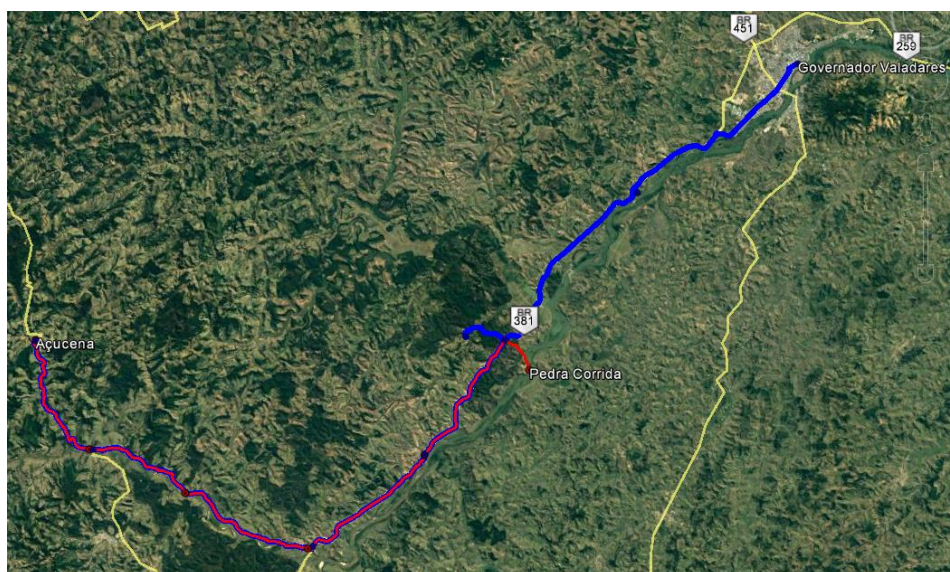 BR
451
BR
259
Governador Valadares
BR
381
Açucena
Pedra Corrida